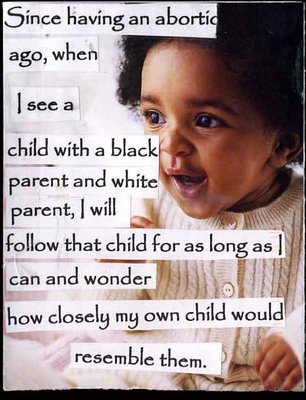 Since having an abortio
ago, when
I see a
child with a black
parent and white
parent, I will
follow that child for as long as I
can and wonder
how closely my own child would
resemble them.